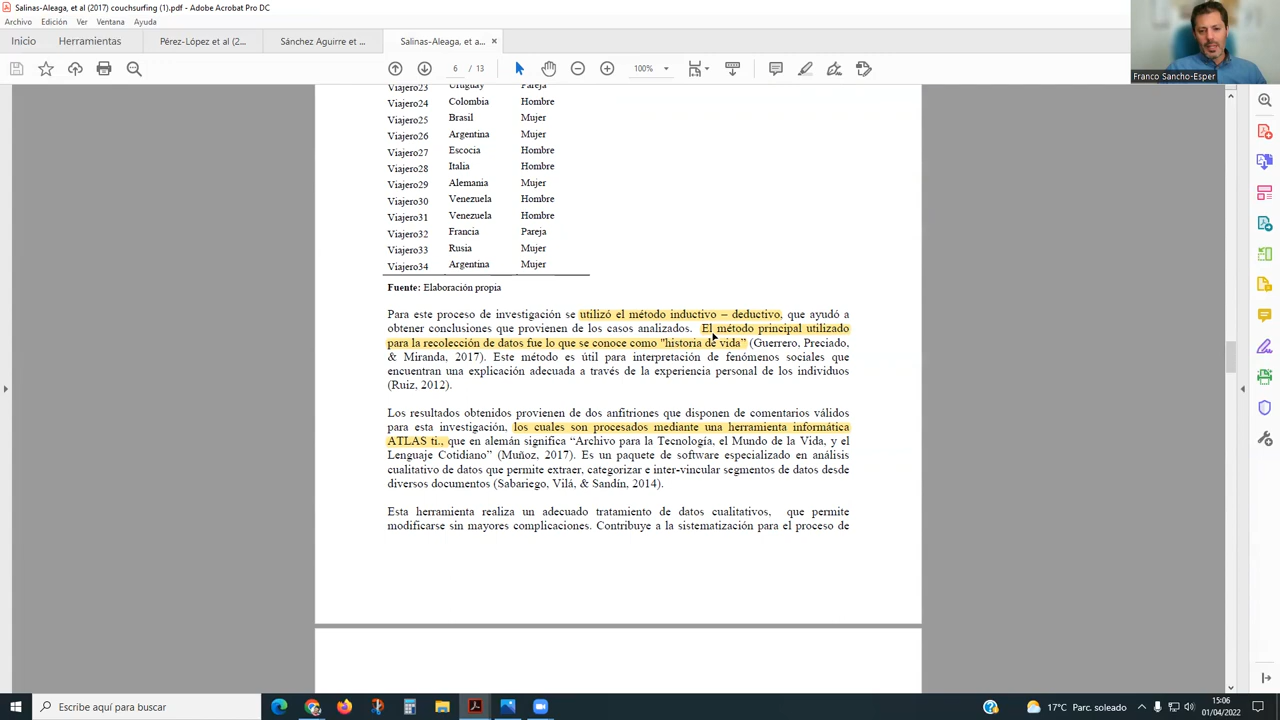 Salinas-Aleaga, et al (2017) couchsurfing (1).pdf - Adobe Acrobat Pro DC
Archivo Edición Ver Ventana Ayuda
Inicio Herramientas Pérez-López et al (2... Sánchez Aguirre et ... Salinas-Aleaga, et a... ×
6 / 13 100%
Franco Sancho-Esper
Viajero23 Uruguay Pareja
Viajero24 Colombia Hombre
Viajero25 Brasil Mujer
Viajero26 Argentina Mujer
Viajero27 Escocia Hombre
Viajero28 Italia Hombre
Viajero29 Alemania Mujer
Viajero30 Venezuela Hombre
Viajero31 Venezuela Hombre
Viajero32 Francia Pareja
Viajero33 Rusia Mujer
Viajero34 Argentina Mujer
Fuente: Elaboración propia
Para este proceso de investigación se utilizó el método inductivo – deductivo, que ayudó a
obtener conclusiones que provienen de los casos analizados. El método principal utilizado
para la recolección de datos fue lo que se conoce como "historia de vida" (Guerrero, Preciado,
& Miranda, 2017). Este método es útil para interpretación de fenómenos sociales que
encuentran una explicación adecuada a través de la experiencia personal de los individuos
(Ruiz, 2012).
Los resultados obtenidos provienen de dos anfitriones que disponen de comentarios válidos
para esta investigación, los cuales son procesados mediante una herramienta informática
ATLAS ti., que en alemán significa “Archivo para la Tecnología, el Mundo de la Vida, y el
Lenguaje Cotidiano” (Muñoz, 2017). Es un paquete de software especializado en análisis
cualitativo de datos que permite extraer, categorizar e inter-vincular segmentos de datos desde
diversos documentos (Sabariego, Vilá, & Sandín, 2014).
Esta herramienta realiza un adecuado tratamiento de datos cualitativos, que permite
modificarse sin mayores complicaciones. Contribuye a la sistematización para el proceso de
Escribe aquí para buscar
17°C Parc. soleado
15:06
01/04/2022